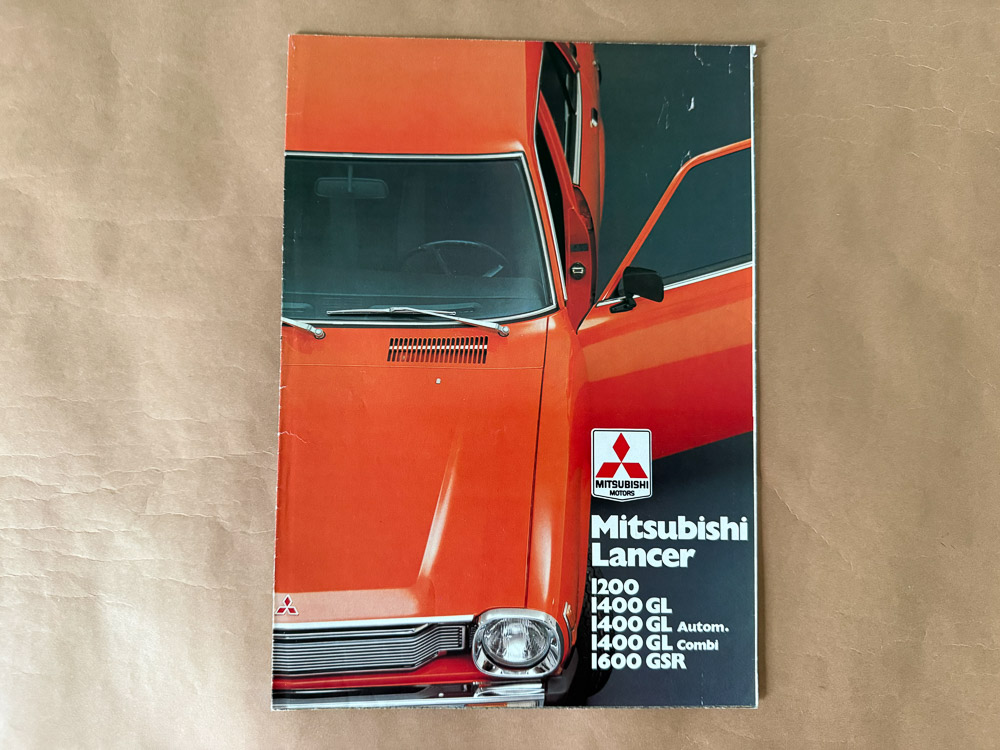 MITSUBISHI
MOTORS
Mitsubishi
Lancer
1200
1400 GL
1400 GL Autom.
1400 GL Combi
1600 GSR